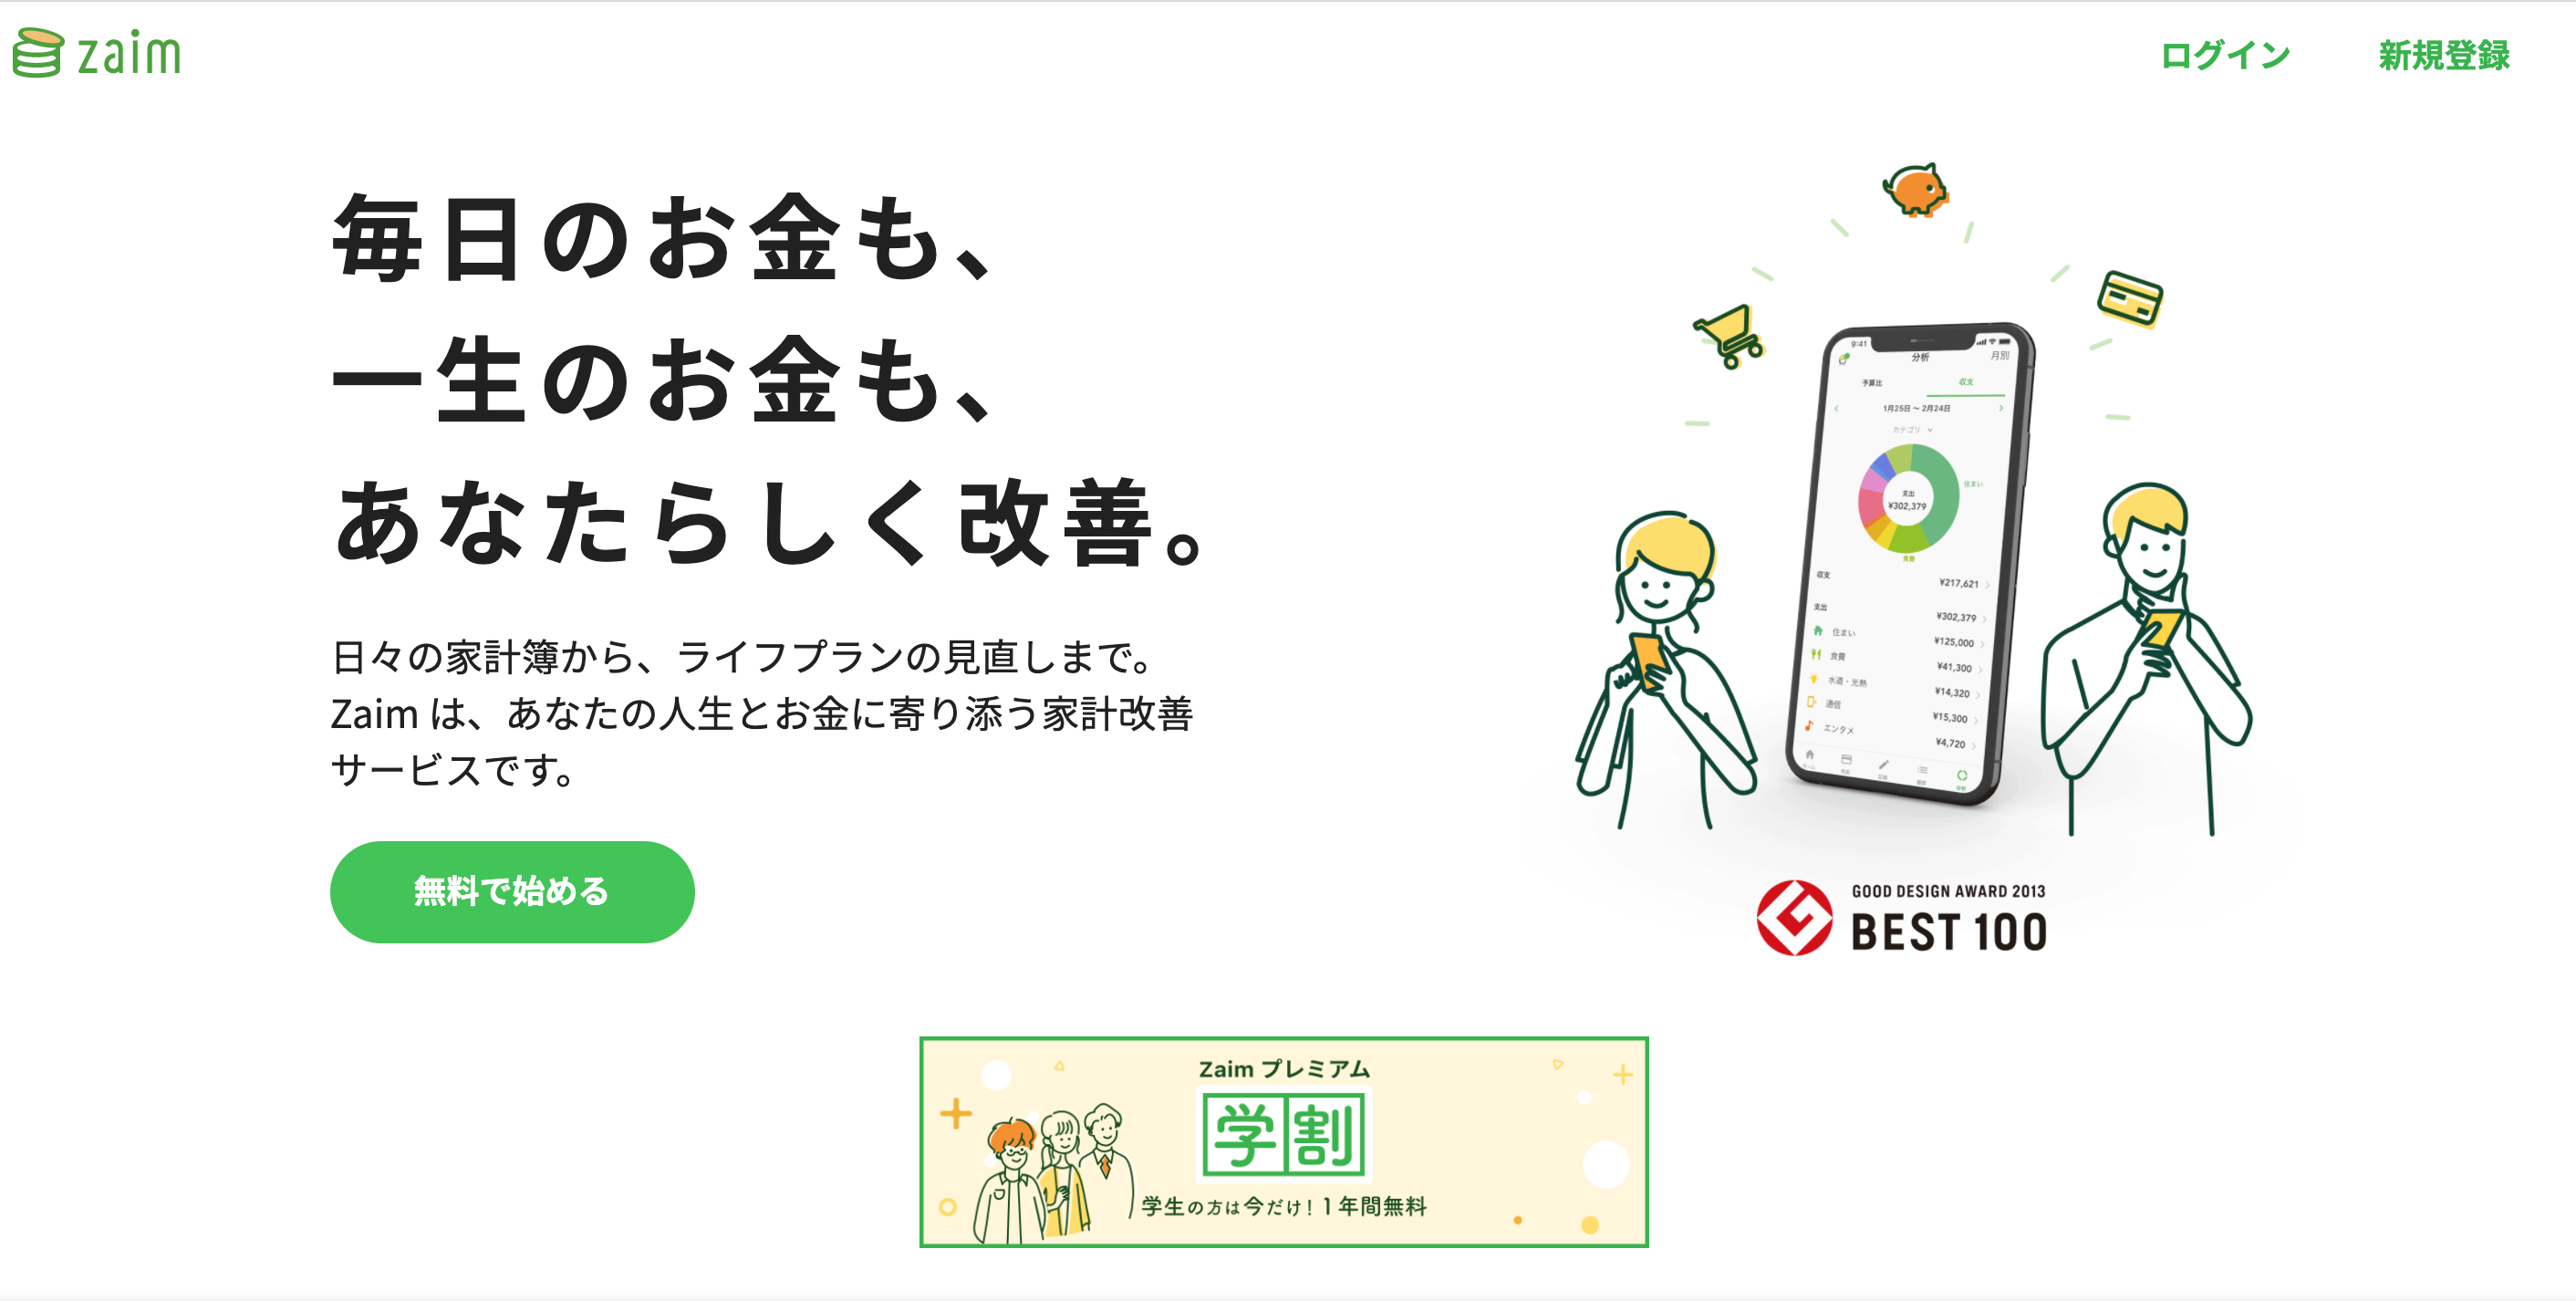 zaim
ログイン
新規登録
毎日のお金も、
一生のお金も、
あなたらしく改善。
日々の家計簿から、ライフプランの見直しまで。
Zaim は、あなたの人生とお金に寄り添う家計改善
サービスです。
無料で始める
9:41
分析
月別
予算比
収支
1月25日 ～ 2月24日
カテゴリ
住まい
支出
¥302,379
食費
収支
¥217,621
支出
¥302,379
住まい
¥125,000
食費
¥41,300
水道・光熱
¥14,320
通信
¥15,300
エンタメ
¥4,720
GOOD DESIGN AWARD 2013
BEST 100
Zaim プレミアム
学割
学生の方は今だけ！1年間無料